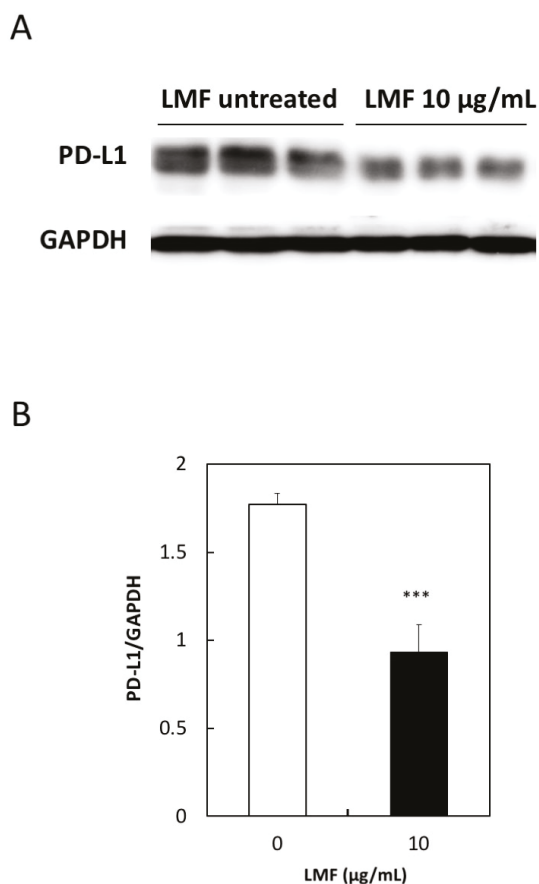 A
LMF untreated LMF 10 µg/mL
PD-L1
GAPDH
B
2
1.5
1
0.5
0
PD-L1/GAPDH
***
0 10
LMF (µg/mL)